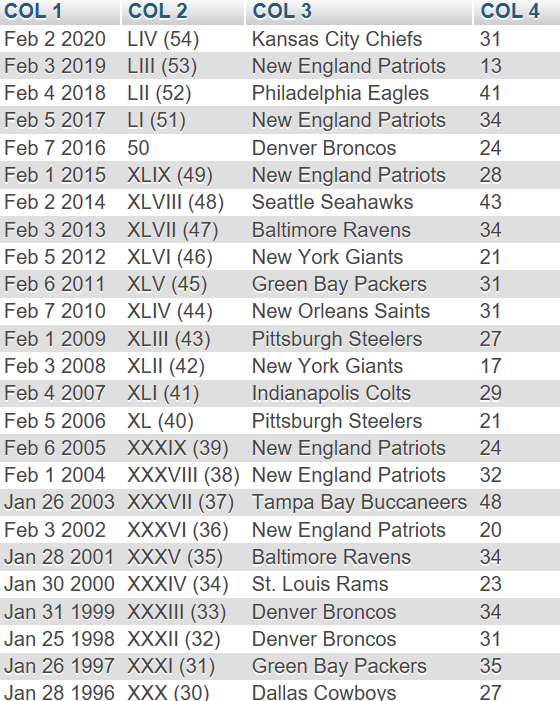 COL 1 COL 2 COL 3 COL 4
Feb 2 2020 LIV (54) Kansas City Chiefs 31
Feb 3 2019 LIII (53) New England Patriots 13
Feb 4 2018 LII (52) Philadelphia Eagles 41
Feb 5 2017 LI (51) New England Patriots 34
Feb 7 2016 50 Denver Broncos 24
Feb 1 2015 XLIX (49) New England Patriots 28
Feb 2 2014 XLVIII (48) Seattle Seahawks 43
Feb 3 2013 XLVII (47) Baltimore Ravens 34
Feb 5 2012 XLVI (46) New York Giants 21
Feb 6 2011 XLV (45) Green Bay Packers 31
Feb 7 2010 XLIV (44) New Orleans Saints 31
Feb 1 2009 XLIII (43) Pittsburgh Steelers 27
Feb 3 2008 XLII (42) New York Giants 17
Feb 4 2007 XLI (41) Indianapolis Colts 29
Feb 5 2006 XL (40) Pittsburgh Steelers 21
Feb 6 2005 XXXIX (39) New England Patriots 24
Feb 1 2004 XXXVIII (38) New England Patriots 32
Jan 26 2003 XXXVII (37) Tampa Bay Buccaneers 48
Feb 3 2002 XXXVI (36) New England Patriots 20
Jan 28 2001 XXXV (35) Baltimore Ravens 34
Jan 30 2000 XXXIV (34) St. Louis Rams 23
Jan 31 1999 XXXIII (33) Denver Broncos 34
Jan 25 1998 XXXII (32) Denver Broncos 31
Jan 26 1997 XXXI (31) Green Bay Packers 35
Jan 28 1996 XXX (30) Dallas Cowboys 27